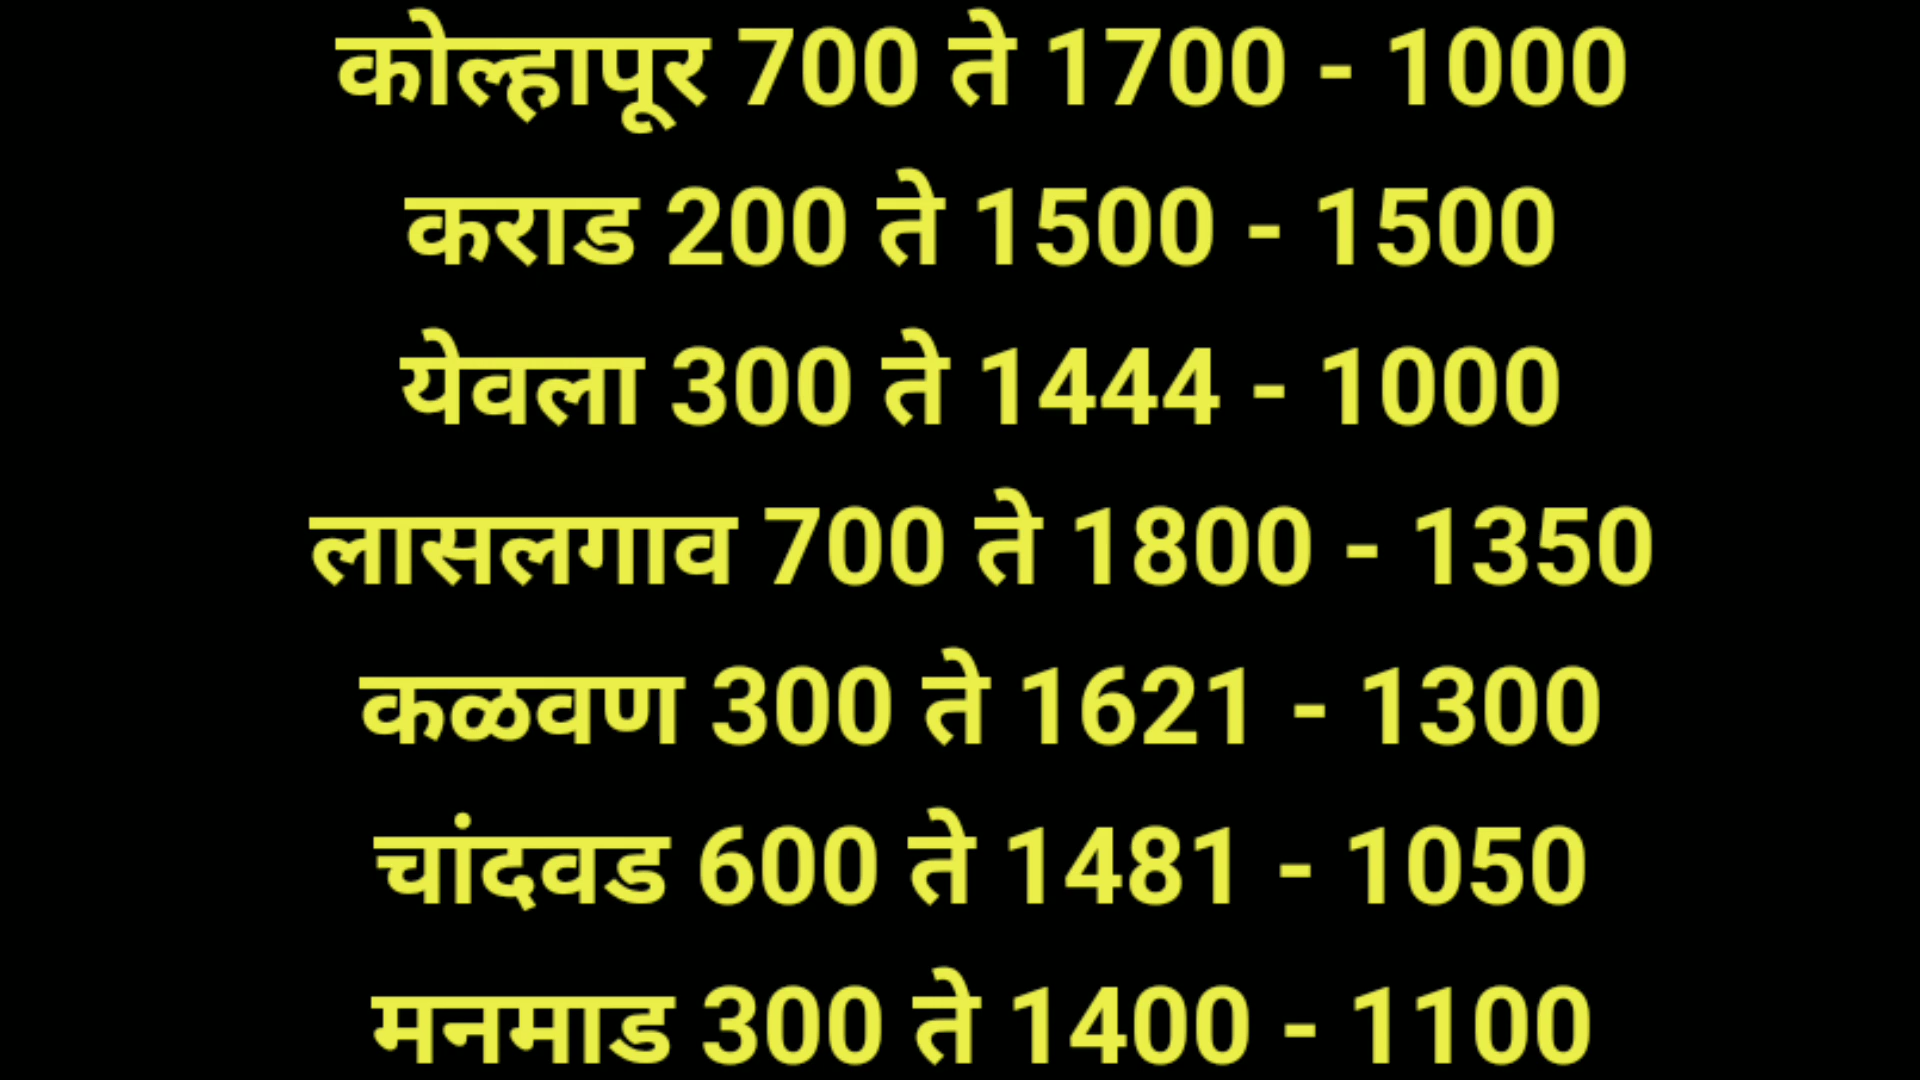 कोल्हापूर 700 ते 1700 - 1000
कराड 200 ते 1500 - 1500
येवला 300 ते 1444 - 1000
लासलगाव 700 ते 1800 - 1350
कळवण 300 ते 1621 - 1300
चांदवड 600 ते 1481 - 1050
मनमाड 300 ते 1400 - 1100